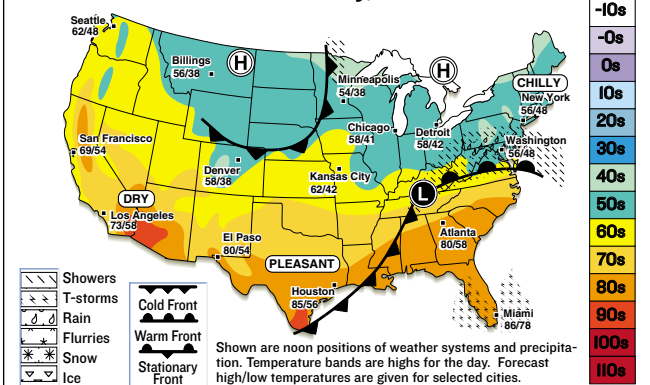 Seattle
62/48
Billings
56/38
H
H
Minneapolis
54/38
CHILLY
New York
56/48
San Francisco
69/54
Chicago
58/41
Detroit
58/42
Washington
56/48
Denver
58/38
Kansas City
62/42
L
DRY
Los Angeles
73/58
El Paso
80/54
Atlanta
80/58
PLEASANT
Houston
85/56
Miami
86/78
Showers
T-storms
Rain
Flurries
Snow
Ice
Cold Front
Warm Front
Stationary
Front
Shown are noon positions of weather systems and precipita-
tion. Temperature bands are highs for the day. Forecast
high/low temperatures are given for selected cities.
-10s
-0s
0s
10s
20s
30s
40s
50s
60s
70s
80s
90s
100s
110s